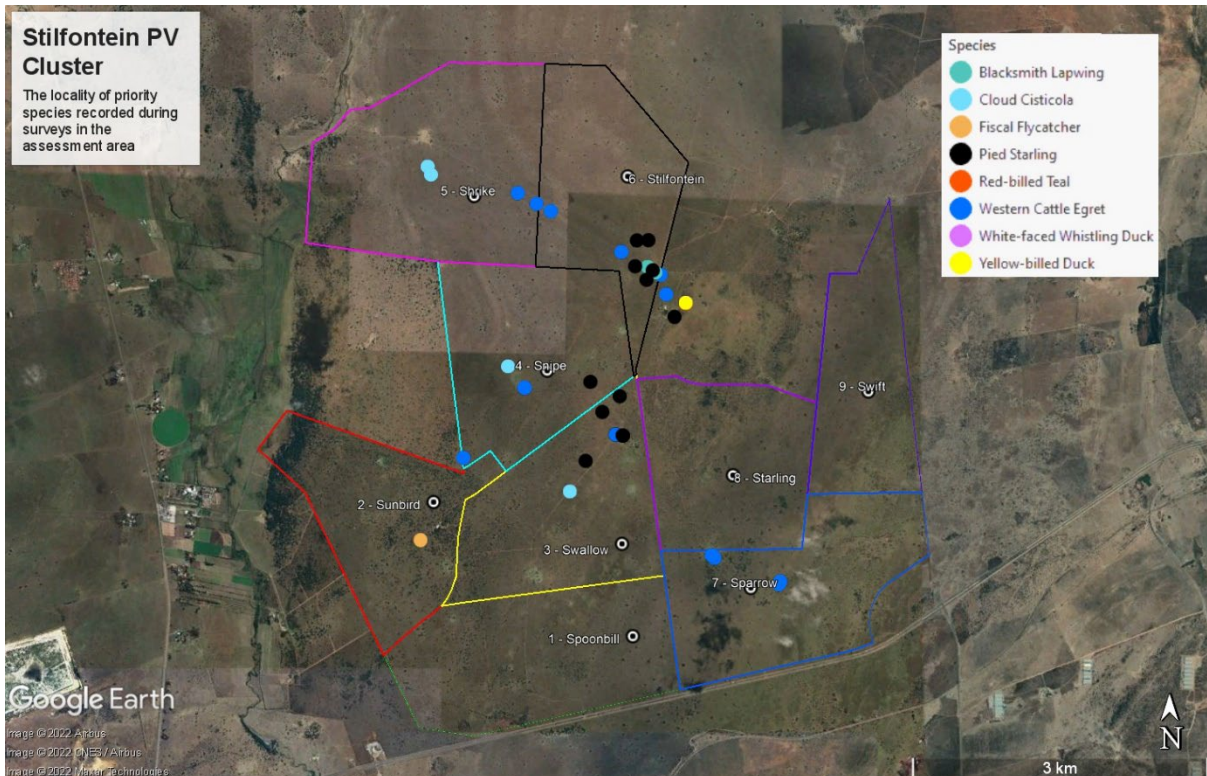 Stilfontein PV
Cluster
The locality of priority
species recorded during
surveys in the
assessment area
Species
Blacksmith Lapwing
Cloud Cisticola
Fiscal Flycatcher
Pied Starling
Red-billed Teal
Western Cattle Egret
White-faced Whistling Duck
Yellow-billed Duck
6 - Stilfontein
5 - Shrike
4 - Snipe
9 - Swift
8 - Starling
2 - Sunbird
3 - Swallow
7 - Sparrow
1 - Spoonbill
Google Earth
Image © 2022 Airbus
Image © 2022 CNES / Airbus
Image © 2022 Maxar Technologies
N
3 km